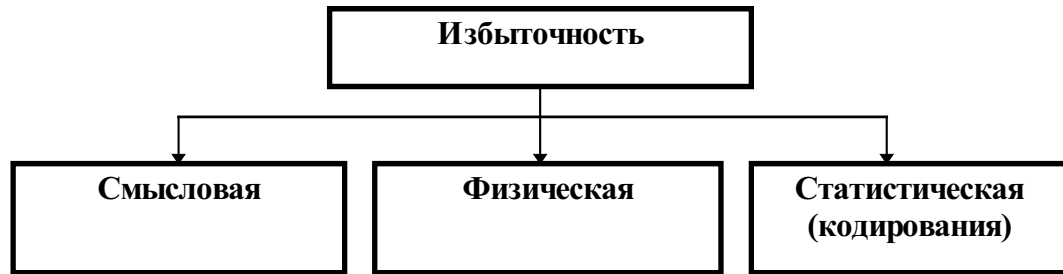 Избыточность
Смысловая
Физическая
Статистическая
(кодирования)